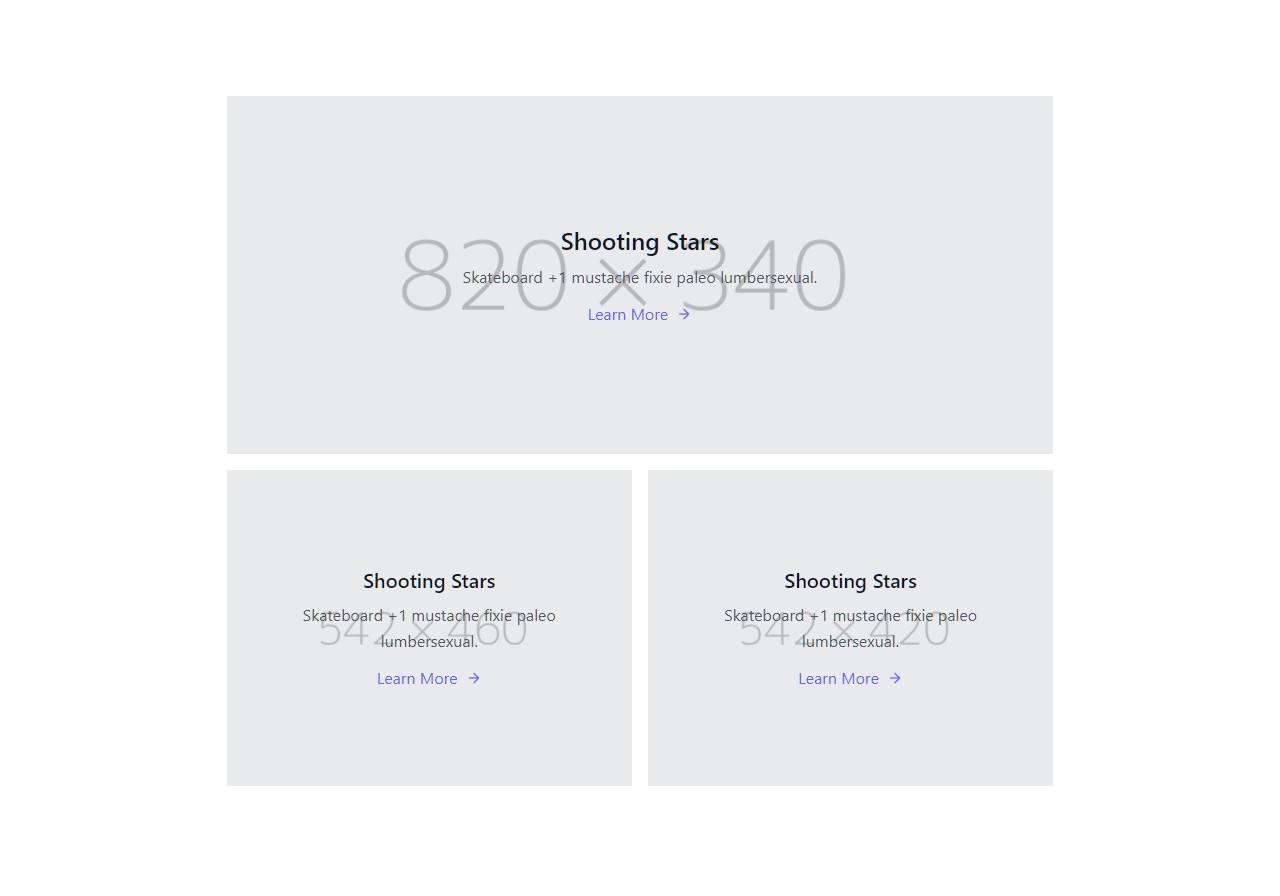 820 × 340
Shooting Stars
Skateboard +1 mustache fixie paleo lumbersexual.
Learn More →
542 × 460
Shooting Stars
Skateboard +1 mustache fixie paleo
lumbersexual.
Learn More →
542 × 420
Shooting Stars
Skateboard +1 mustache fixie paleo
lumbersexual.
Learn More →